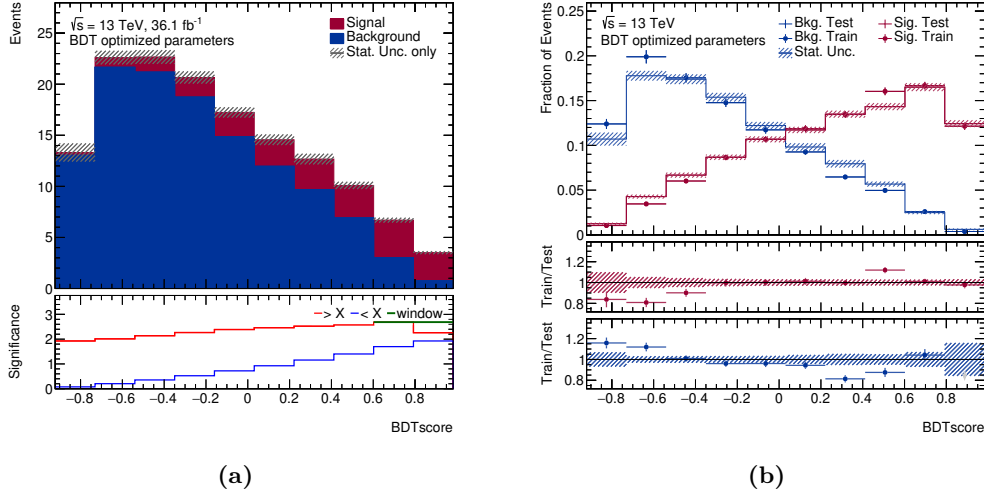 Events
√s = 13 TeV, 36.1 fb⁻¹
BDT optimized parameters
Signal
Background
Stat. Unc. only
25
20
15
10
5
0
Significance
> X < X window
3
2
1
0
−0.8 −0.6 −0.4 −0.2 0 0.2 0.4 0.6 0.8
BDTscore
(a)
Fraction of Events
√s = 13 TeV
BDT optimized parameters
Bkg. Test Sig. Test
Bkg. Train Sig. Train
Stat. Unc.
0.25
0.2
0.15
0.1
0.05
0
Train/Test
1.2
1
0.8
Train/Test
1.2
1
0.8
−0.8 −0.6 −0.4 −0.2 0 0.2 0.4 0.6 0.8
BDTscore
(b)